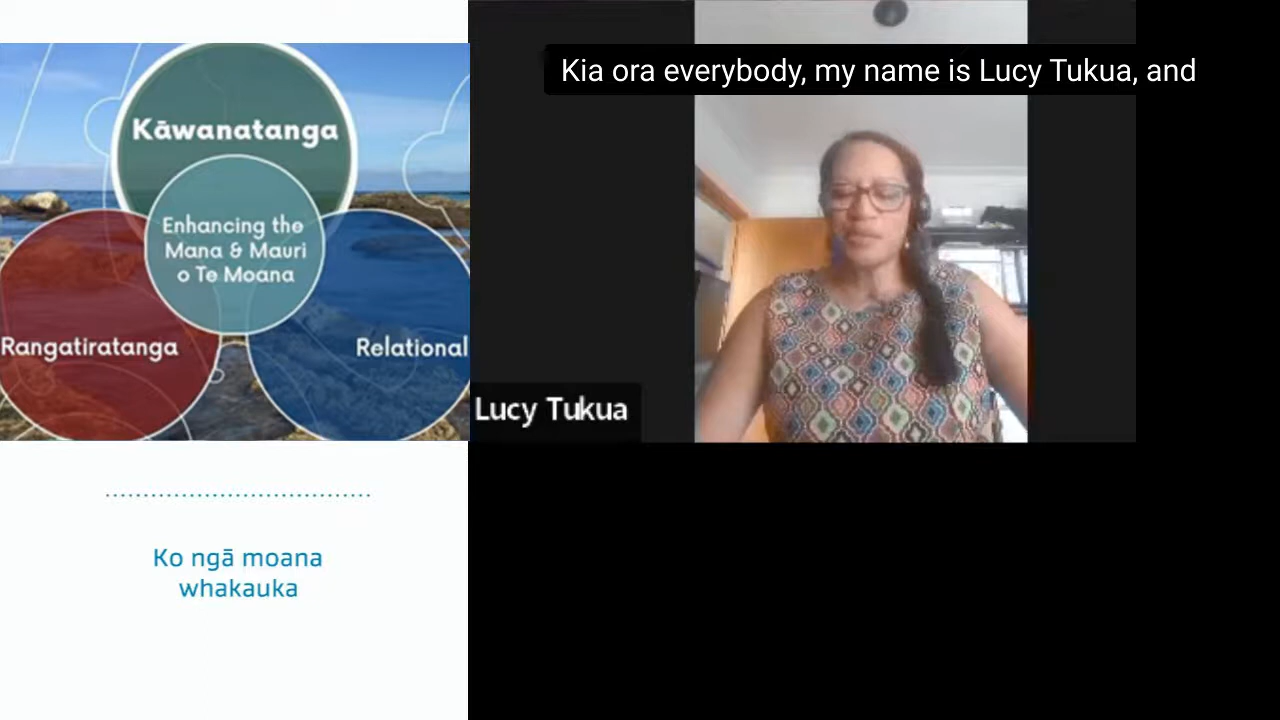 Kāwanatanga
Enhancing the
Mana & Mauri
o Te Moana
Rangatiratanga
Relational
Ko ngā moana
whakauka
Kia ora everybody, my name is Lucy Tukua, and
Lucy Tukua